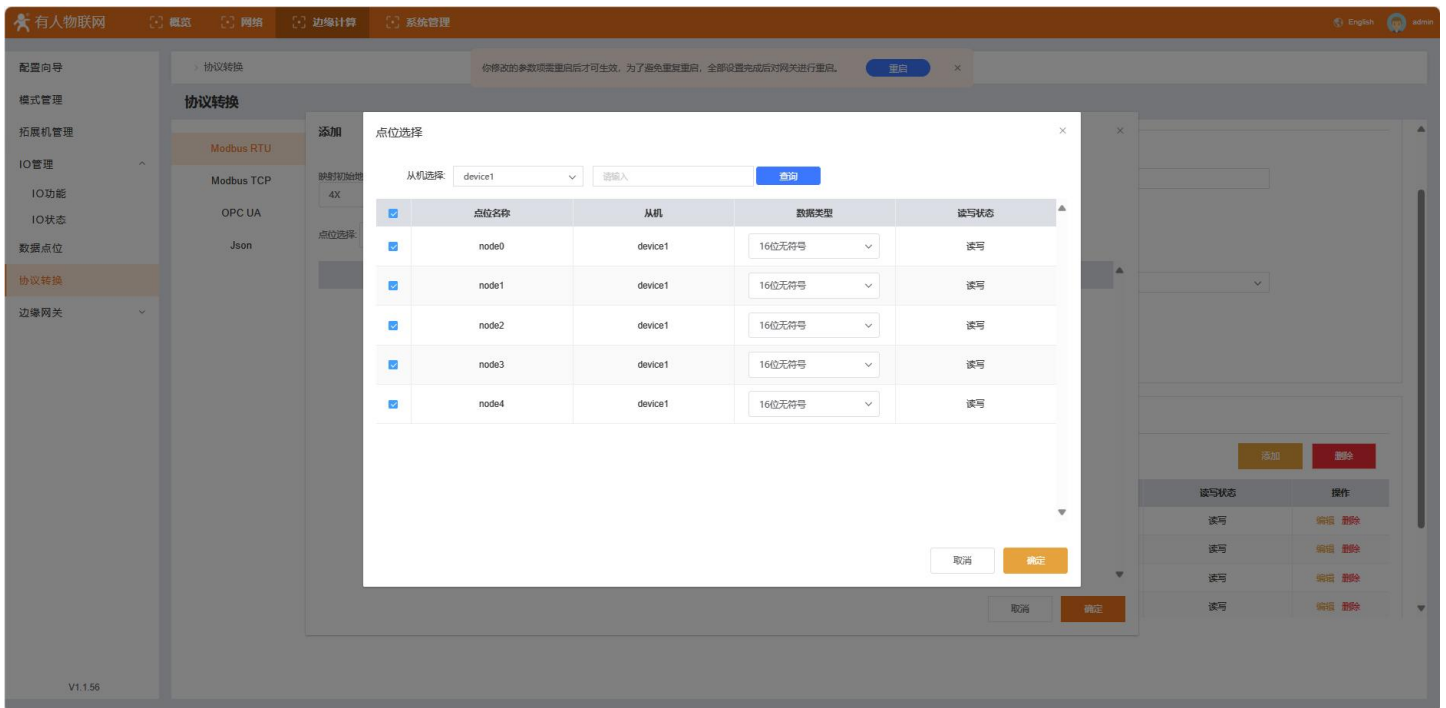 有人物联网 概览 网络 边缘计算 系统管理 English admin
配置向导
模式管理
拓展机管理
IO管理
IO功能
IO状态
数据点位
协议转换
边缘网关
V1.1.56
协议转换
你修改的参数项需重启后才可生效，为了避免重复重启，全部设置完成后对网关进行重启。 重启 ×
协议转换
Modbus RTU
Modbus TCP
OPC UA
Json
添加 ×
映射初始地
4X
点位选择:
点位选择 ×
从机选择: device1 请输入 查询
点位名称 从机 数据类型 读写状态
node0 device1 16位无符号 读写
node1 device1 16位无符号 读写
node2 device1 16位无符号 读写
node3 device1 16位无符号 读写
node4 device1 16位无符号 读写
取消 确定
取消 确定
添加 删除
读写状态 操作
读写 编辑 删除
读写 编辑 删除
读写 编辑 删除
读写 编辑 删除